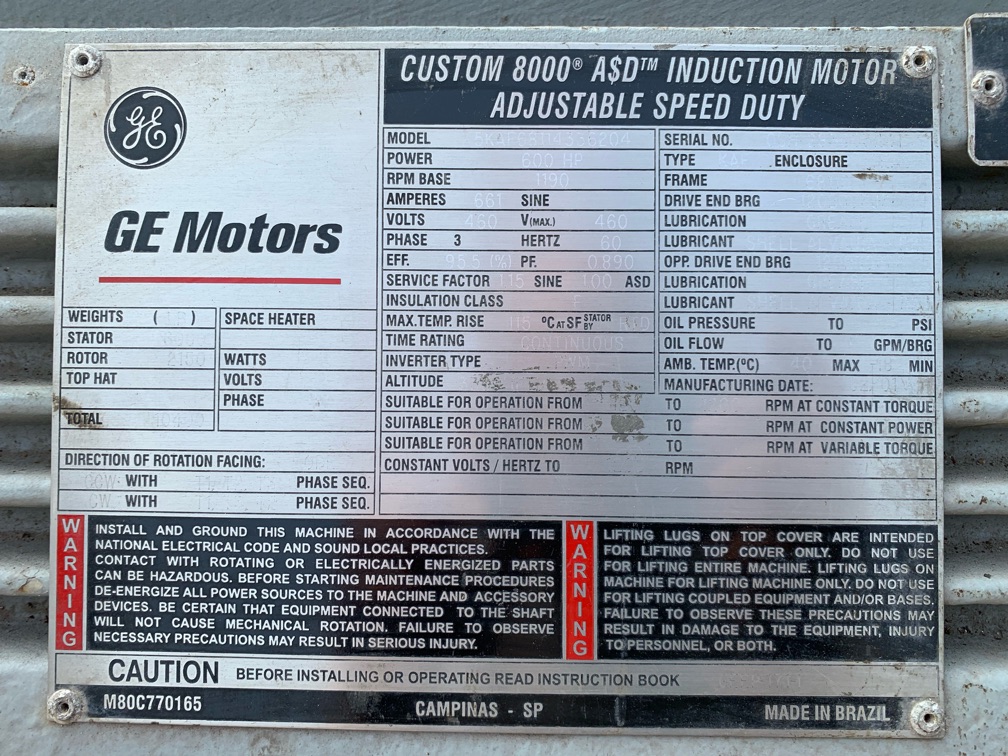 CUSTOM 8000® A$D™ INDUCTION MOTOR
ADJUSTABLE SPEED DUTY
GE
GE Motors
MODEL
POWER 600 HP
RPM BASE 1190
AMPERES 661 SINE
VOLTS 460 V(MAX.) 460
PHASE 3 HERTZ 60
EFF. 95.5 (%) PF. 0.890
SERVICE FACTOR 115 SINE 100 ASD
INSULATION CLASS F
MAX.TEMP. RISE 115 °C AT SF STATOR BY
TIME RATING CONTINUOUS
INVERTER TYPE
ALTITUDE
SERIAL NO.
TYPE ENCLOSURE
FRAME
DRIVE END BRG
LUBRICATION
LUBRICANT
OPP. DRIVE END BRG
LUBRICATION
LUBRICANT
OIL PRESSURE TO PSI
OIL FLOW TO GPM/BRG
AMB. TEMP.(ºC) 40 MAX MIN
MANUFACTURING DATE:
SUITABLE FOR OPERATION FROM TO RPM AT CONSTANT TORQUE
SUITABLE FOR OPERATION FROM TO RPM AT CONSTANT POWER
SUITABLE FOR OPERATION FROM TO RPM AT VARIABLE TORQUE
CONSTANT VOLTS / HERTZ TO RPM
WEIGHTS ( )
STATOR
ROTOR
TOP HAT
TOTAL
SPACE HEATER
WATTS
VOLTS
PHASE
DIRECTION OF ROTATION FACING:
CCW WITH PHASE SEQ.
CW WITH PHASE SEQ.
WARNING
INSTALL AND GROUND THIS MACHINE IN ACCORDANCE WITH THE
NATIONAL ELECTRICAL CODE AND SOUND LOCAL PRACTICES.
CONTACT WITH ROTATING OR ELECTRICALLY ENERGIZED PARTS
CAN BE HAZARDOUS. BEFORE STARTING MAINTENANCE PROCEDURES
DE-ENERGIZE ALL POWER SOURCES TO THE MACHINE AND ACCESSORY
DEVICES. BE CERTAIN THAT EQUIPMENT CONNECTED TO THE SHAFT
WILL NOT CAUSE MECHANICAL ROTATION. FAILURE TO OBSERVE
NECESSARY PRECAUTIONS MAY RESULT IN SERIOUS INJURY.
WARNING
LIFTING LUGS ON TOP COVER ARE INTENDED
FOR LIFTING TOP COVER ONLY. DO NOT USE
FOR LIFTING ENTIRE MACHINE. LIFTING LUGS ON
MACHINE FOR LIFTING MACHINE ONLY. DO NOT USE
FOR LIFTING COUPLED EQUIPMENT AND/OR BASES.
FAILURE TO OBSERVE THESE PRECAUTIONS MAY
RESULT IN DAMAGE TO THE EQUIPMENT, INJURY
TO PERSONNEL, OR BOTH.
CAUTION BEFORE INSTALLING OR OPERATING READ INSTRUCTION BOOK
M80C770165 CAMPINAS - SP MADE IN BRAZIL